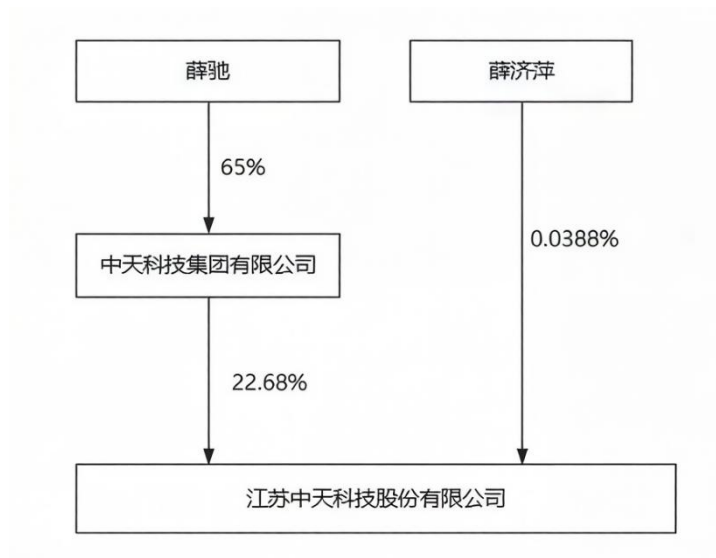 薛驰
薛济萍
65%
0.0388%
中天科技集团有限公司
22.68%
江苏中天科技股份有限公司